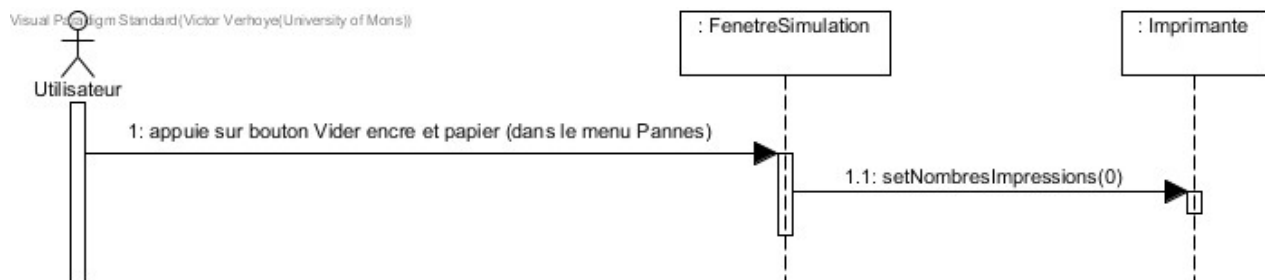 Visual Paradigm Standard(Victor Verhoye(University of Mons))
: FenetreSimulation
: Imprimante
Utilisateur
1: appuie sur bouton Vider encre et papier (dans le menu Pannes)
1.1: setNombresImpressions(0)